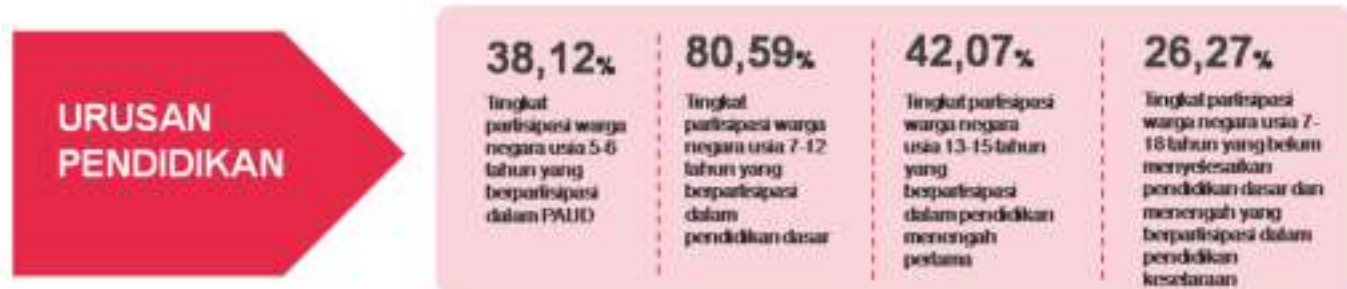 URUSAN
PENDIDIKAN
38,12%
Tingkat
partisipasi warga
negara usia 5-6
tahun yang
berpartisipasi
dalam PAUD
80,59%
Tingkat
partisipasi warga
negara usia 7-12
tahun yang
berpartisipasi
dalam
pendidikan dasar
42,07%
Tingkat partisipasi
warga negara
usia 13-15 tahun
yang
berpartisipasi
dalam pendidikan
menengah
pertama
26,27%
Tingkat partisipasi
warga negara usia 7-
18 tahun yang belum
menyelesaikan
pendidikan dasar dan
menengah yang
berpartisipasi dalam
pendidikan
kesetaraan